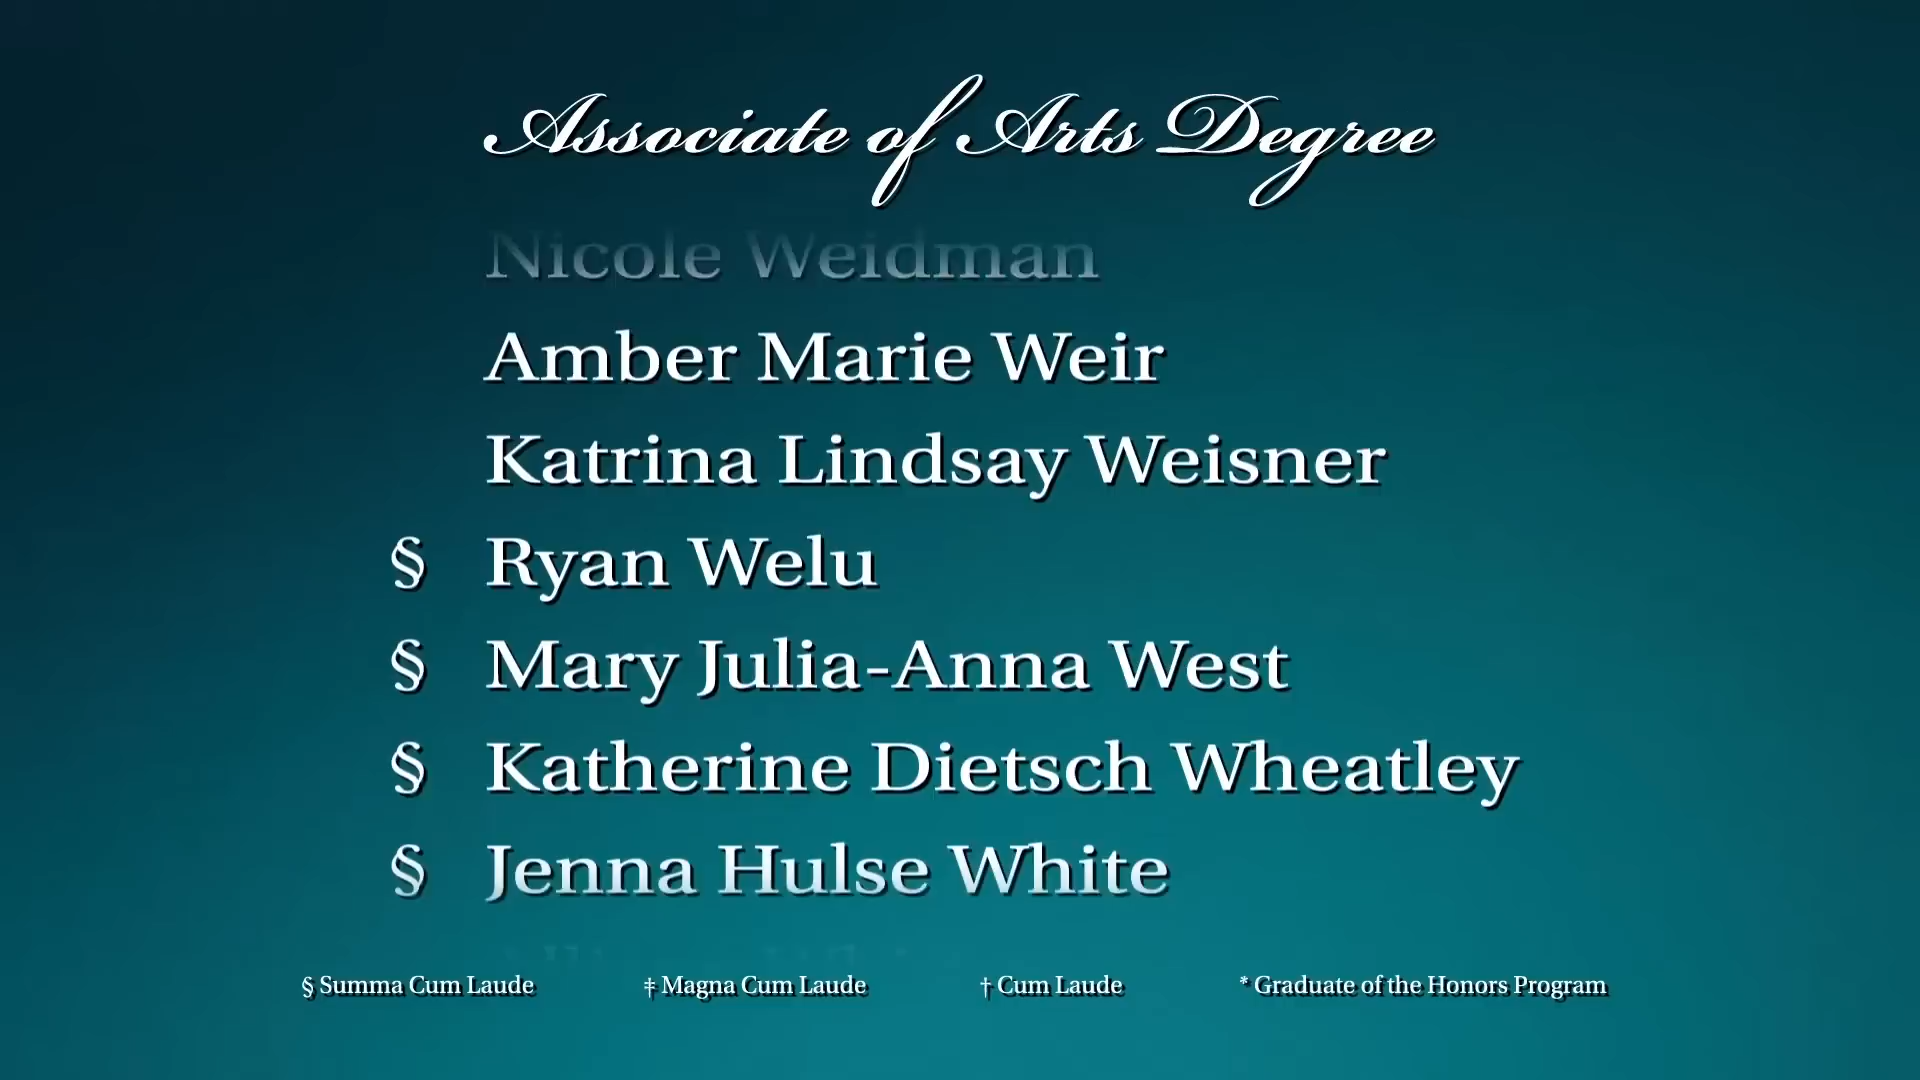 Associate of Arts Degree
Nicole Weidman
Amber Marie Weir
Katrina Lindsay Weisner
§ Ryan Welu
§ Mary Julia-Anna West
§ Katherine Dietsch Wheatley
§ Jenna Hulse White
§ Summa Cum Laude ‡ Magna Cum Laude † Cum Laude * Graduate of the Honors Program